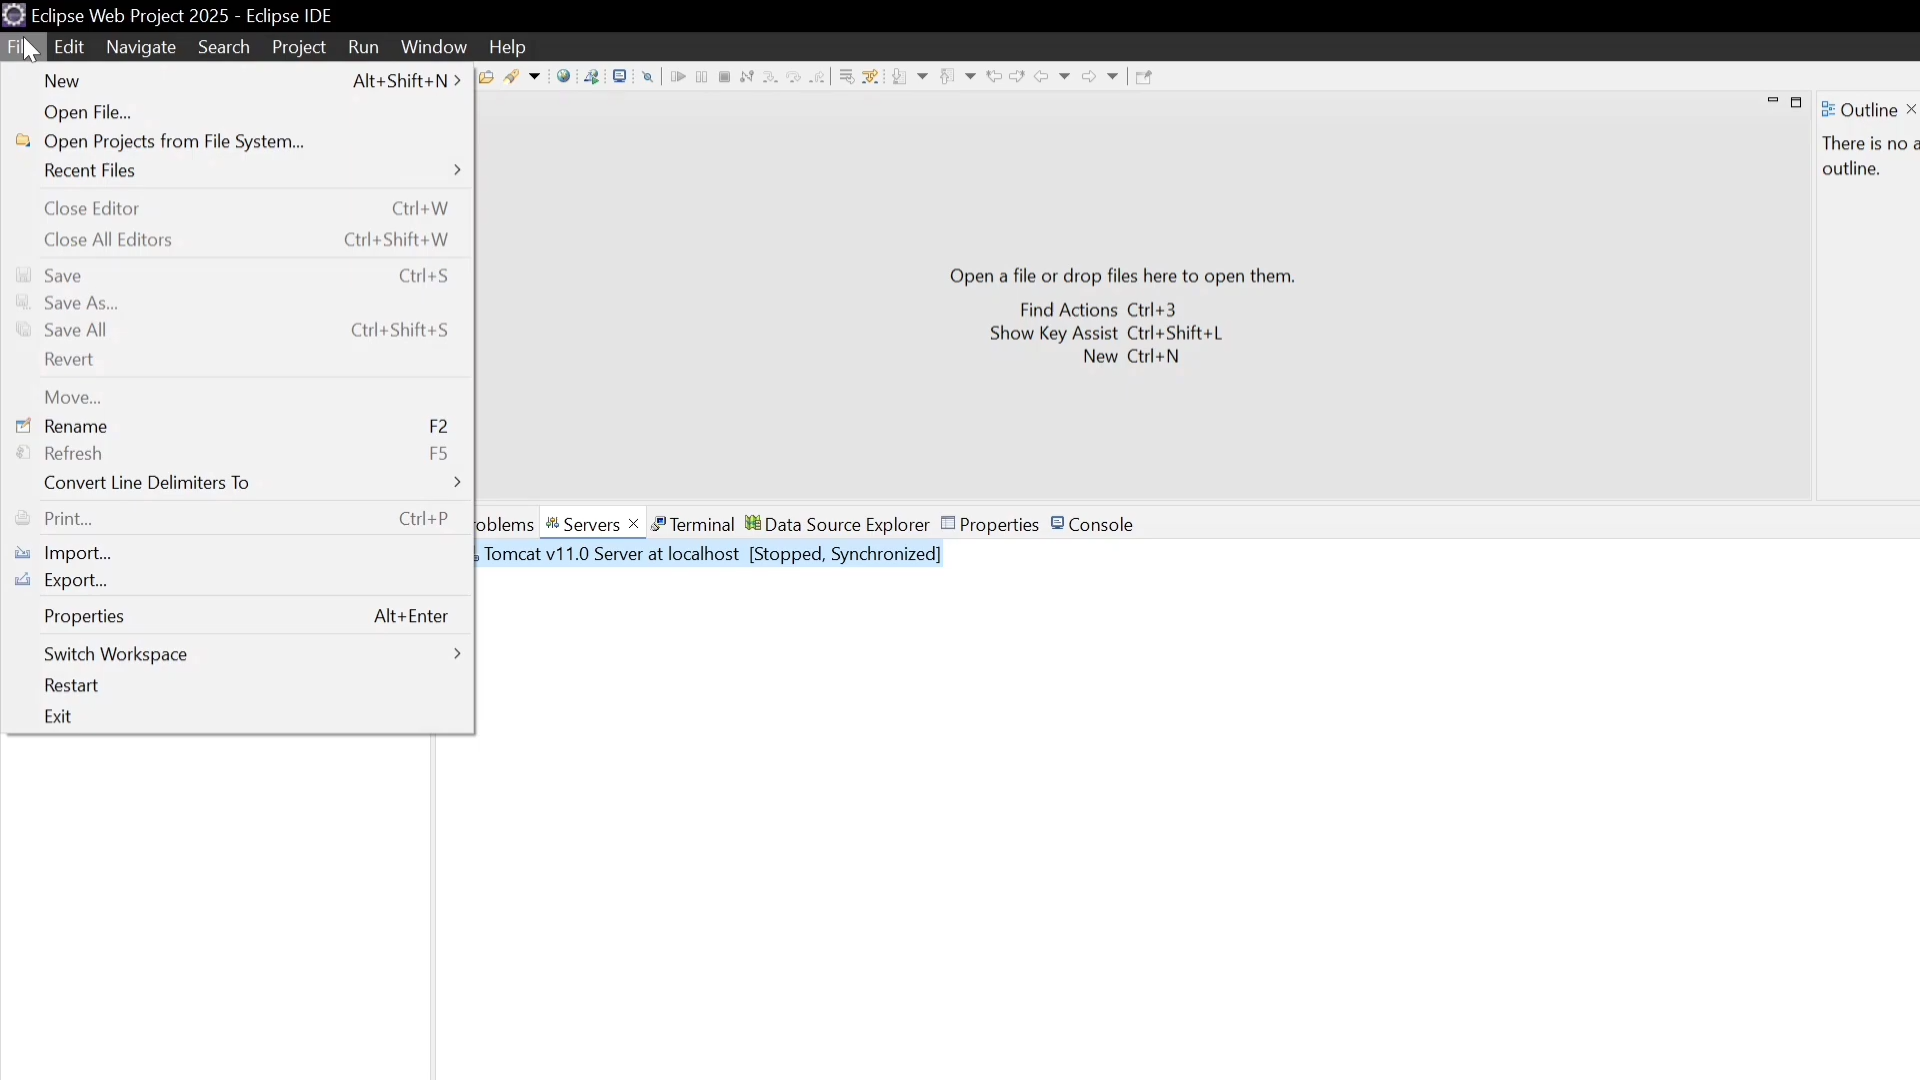 Eclipse Web Project 2025 - Eclipse IDE
Edit Navigate Search Project Run Window Help
New Alt+Shift+N
Open File...
Open Projects from File System...
Recent Files
Close Editor Ctrl+W
Close All Editors Ctrl+Shift+W
Save Ctrl+S
Save As...
Save All Ctrl+Shift+S
Revert
Move...
Rename F2
Refresh F5
Convert Line Delimiters To
Print... Ctrl+P
Import...
Export...
Properties Alt+Enter
Switch Workspace
Restart
Exit
Open a file or drop files here to open them.
Find Actions Ctrl+3
Show Key Assist Ctrl+Shift+L
New Ctrl+N
Outline
There is no a
outline.
oblems Servers Terminal Data Source Explorer Properties Console
Tomcat v11.0 Server at localhost [Stopped, Synchronized]